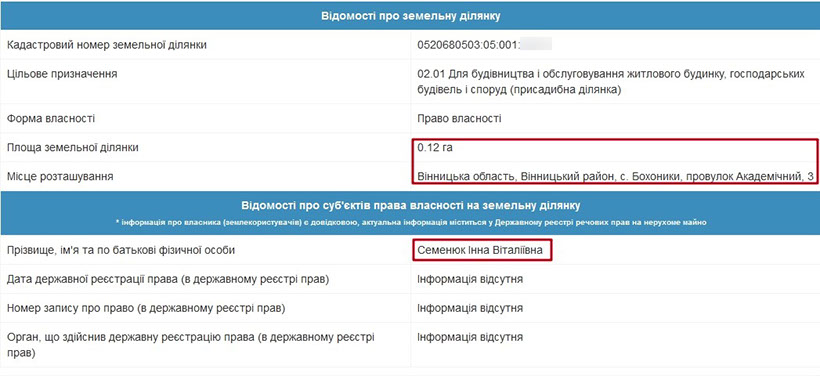 Відомості про земельну ділянку
Кадастровий номер земельної ділянки 0520680503:05:001:
Цільове призначення 02.01 Для будівництва і обслуговування житлового будинку, господарських
будівель і споруд (присадибна ділянка)
Форма власності Право власності
Площа земельної ділянки 0.12 га
Місце розташування Вінницька область, Вінницький район, с. Бохоники, провулок Академічний, 3
Відомості про суб'єктів права власності на земельну ділянку
* інформація про власника (землекористувачів) є довідковою, актуальна інформація міститься у Державному реєстрі речових прав на нерухоме майно
Прізвище, ім'я та по батькові фізичної особи Семенюк Інна Віталіївна
Дата державної реєстрації права (в державному реєстрі прав) Інформація відсутня
Номер запису про право (в державному реєстрі прав) Інформація відсутня
Орган, що здійснив державну реєстрацію права (в державному реєстрі Інформація відсутня
прав)